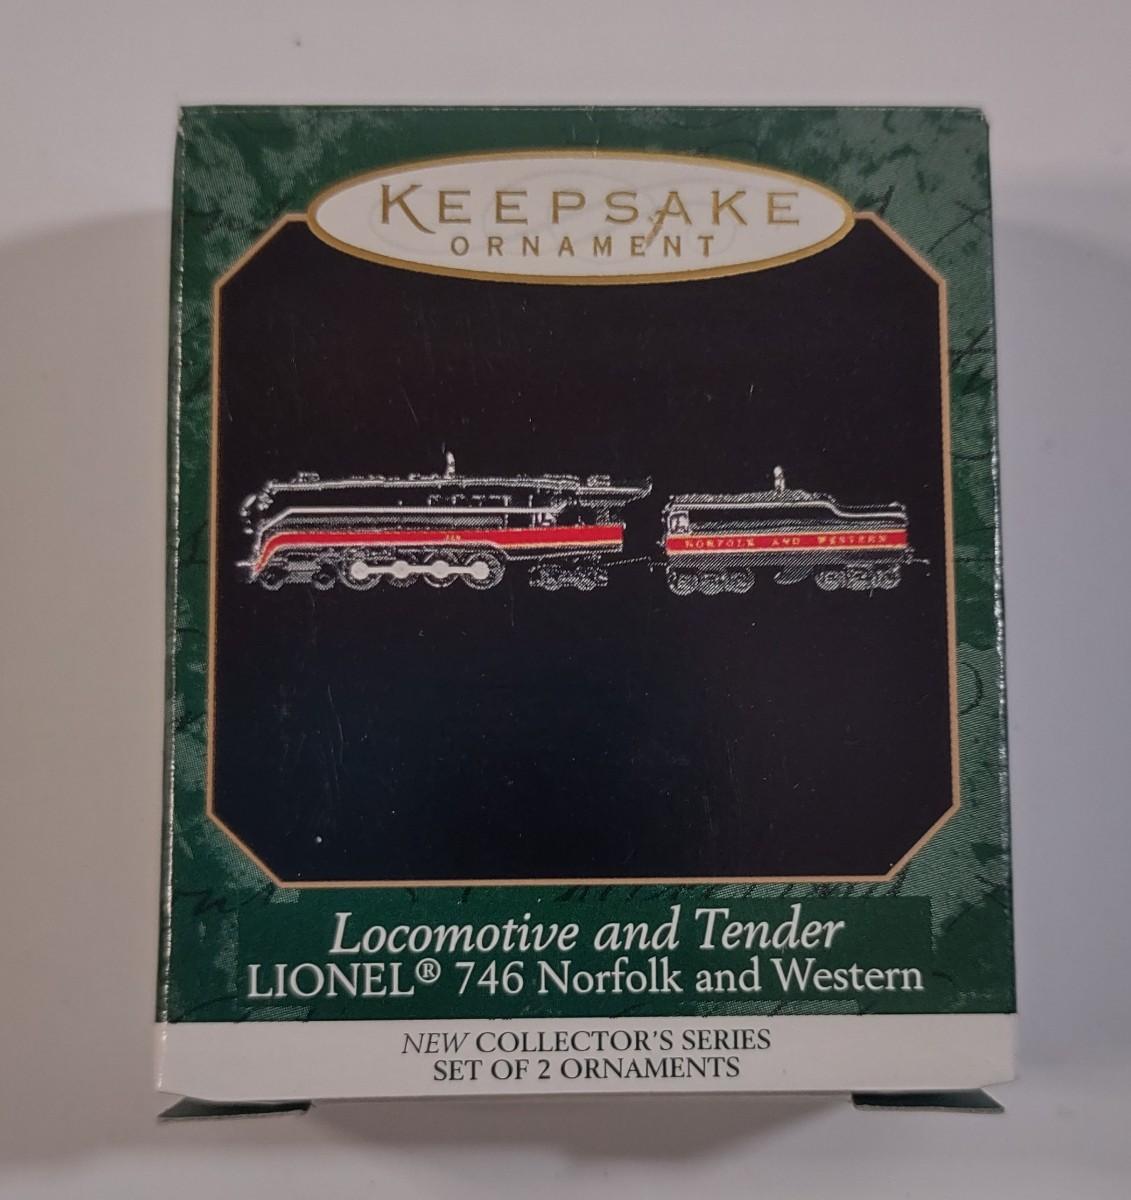 KEEPSAKE
ORNAMENT
NORFOLK AND WESTERN
Locomotive and Tender
LIONEL® 746 Norfolk and Western
NEW COLLECTOR'S SERIES
SET OF 2 ORNAMENTS